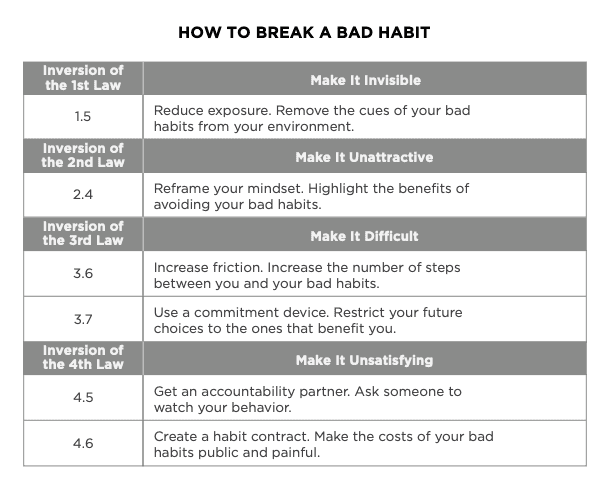 HOW TO BREAK A BAD HABIT
Inversion of
the 1st Law
Make It Invisible
1.5
Reduce exposure. Remove the cues of your bad
habits from your environment.
Inversion of
the 2nd Law
Make It Unattractive
2.4
Reframe your mindset. Highlight the benefits of
avoiding your bad habits.
Inversion of
the 3rd Law
Make It Difficult
3.6
Increase friction. Increase the number of steps
between you and your bad habits.
3.7
Use a commitment device. Restrict your future
choices to the ones that benefit you.
Inversion of
the 4th Law
Make It Unsatisfying
4.5
Get an accountability partner. Ask someone to
watch your behavior.
4.6
Create a habit contract. Make the costs of your bad
habits public and painful.